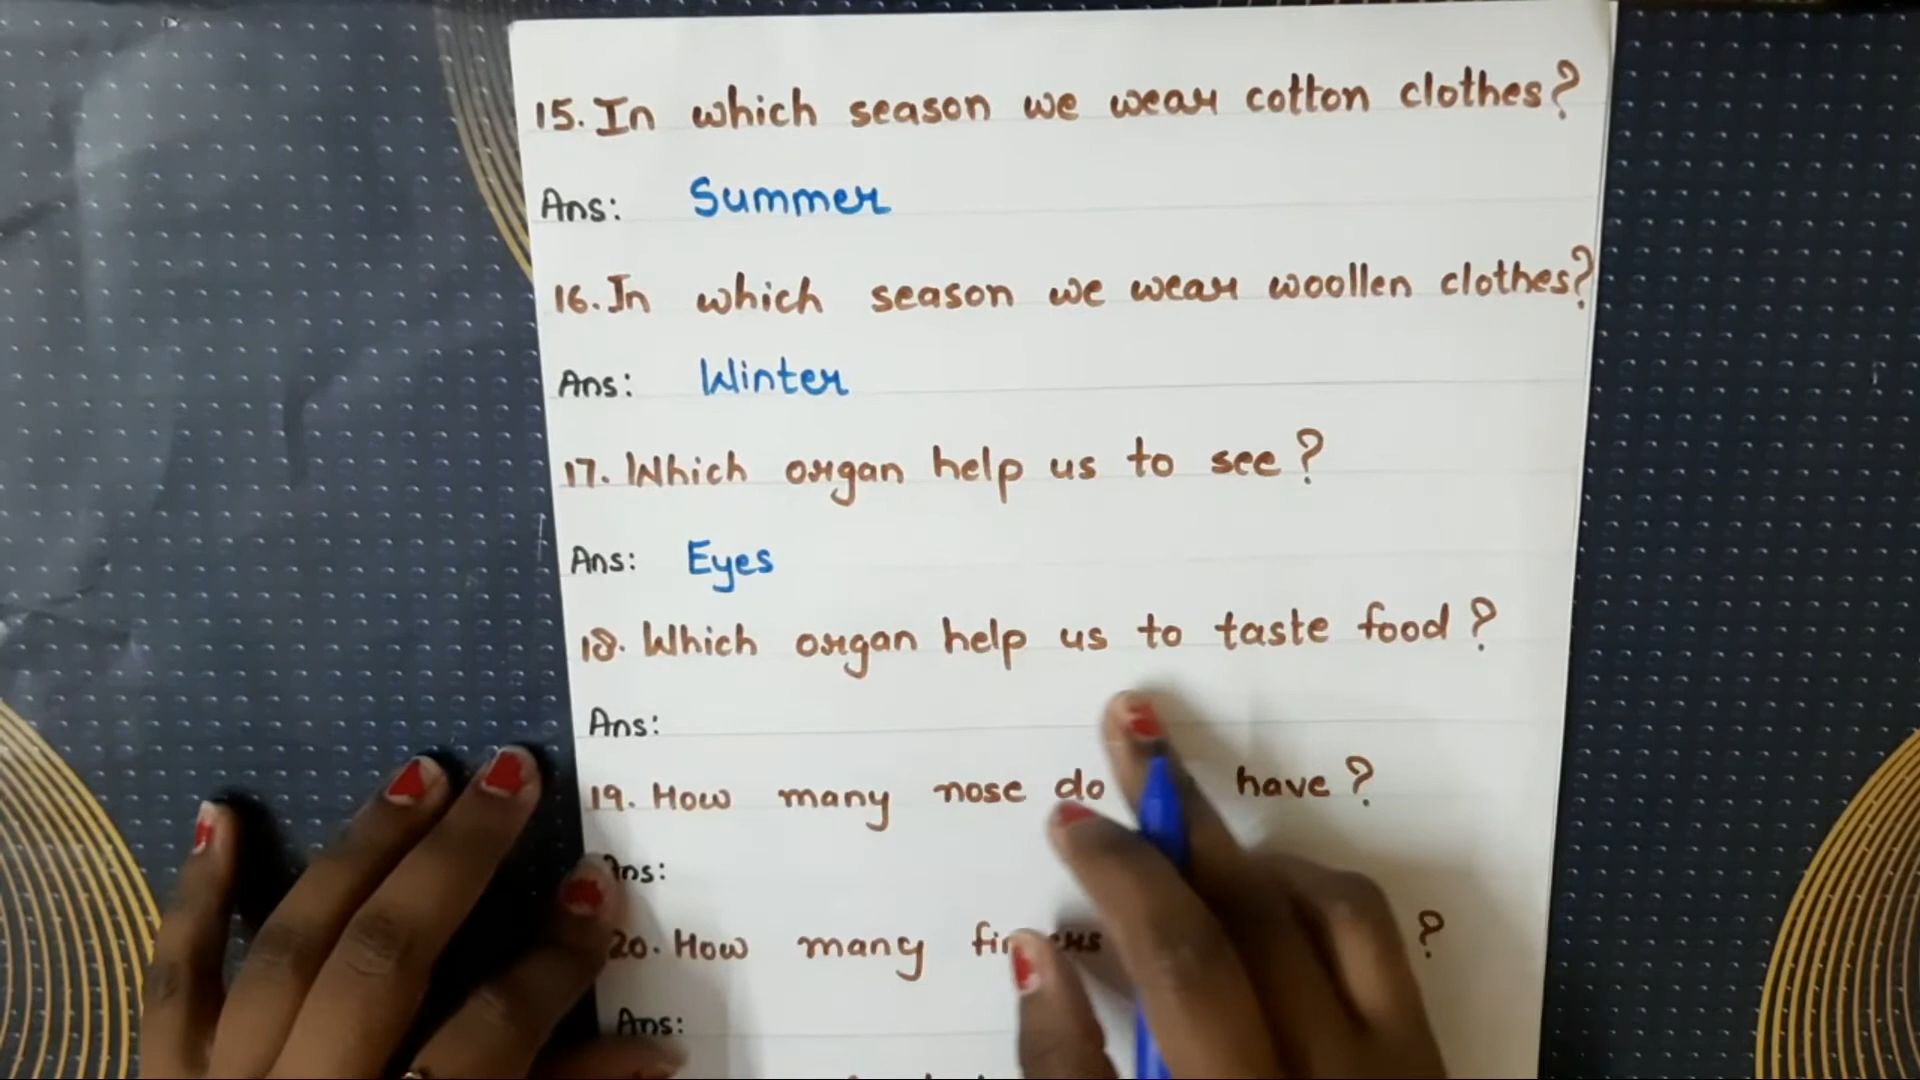 15. In which season we wear cotton clothes?
Ans: Summer
16. In which season we wear woollen clothes?
Ans: Winter
17. Which organ help us to see?
Ans: Eyes
18. Which organ help us to taste food?
Ans:
19. How many nose do have?
Ans:
20. How many ?
Ans: